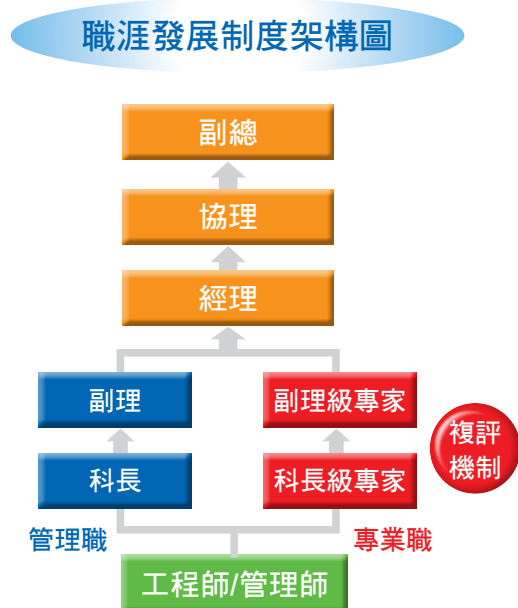 職涯發展制度架構圖
副總
協理
經理
副理
副理級專家
複評
機制
科長
科長級專家
管理職
專業職
工程師/管理師